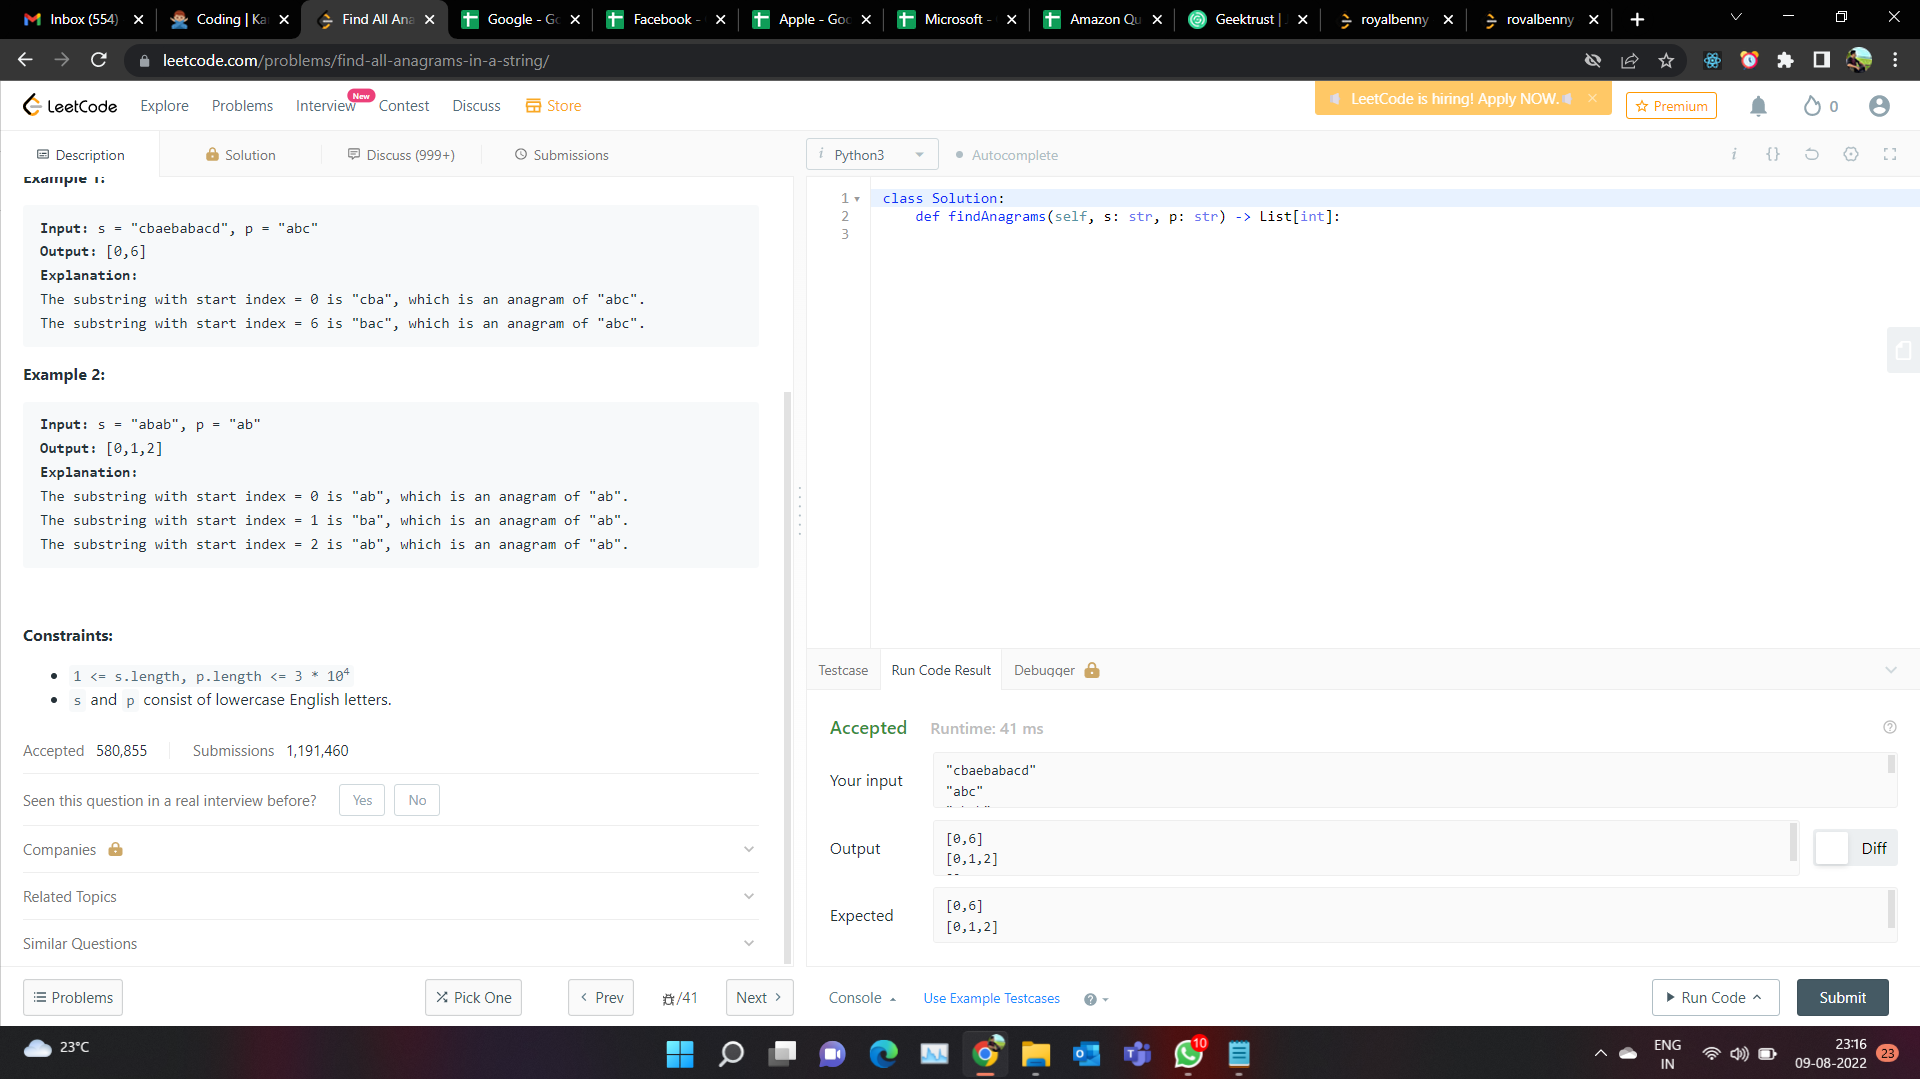 Inbox (554)
Coding | Ka
Find All Ana
Google - Go
Facebook -
Apple - Goo
Microsoft -
Amazon Qu
Geektrust |
royalbenny
royalbenny
leetcode.com/problems/find-all-anagrams-in-a-string/
LeetCode
Explore
Problems
Interview
New
Contest
Discuss
Store
LeetCode is hiring! Apply NOW.
Premium
0
Description
Solution
Discuss (999+)
Submissions
i Python3
Autocomplete
Example 1:
Input: s = "cbaebabacd", p = "abc"
Output: [0,6]
Explanation:
The substring with start index = 0 is "cba", which is an anagram of "abc".
The substring with start index = 6 is "bac", which is an anagram of "abc".
Example 2:
Input: s = "abab", p = "ab"
Output: [0,1,2]
Explanation:
The substring with start index = 0 is "ab", which is an anagram of "ab".
The substring with start index = 1 is "ba", which is an anagram of "ab".
The substring with start index = 2 is "ab", which is an anagram of "ab".
Constraints:
1 <= s.length, p.length <= 3 * 10⁴
s and p consist of lowercase English letters.
Accepted 580,855 Submissions 1,191,460
Seen this question in a real interview before? Yes No
Companies
Related Topics
Similar Questions
Problems
Pick One
Prev
/41
Next
1 class Solution:
2 def findAnagrams(self, s: str, p: str) -> List[int]:
3
Testcase
Run Code Result
Debugger
Accepted Runtime: 41 ms
Your input
"cbaebabacd"
"abc"
Output
[0,6]
[0,1,2]
Diff
Expected
[0,6]
[0,1,2]
Console
Use Example Testcases
Run Code
Submit
23°C
10
ENG
IN
23:16
09-08-2022
23